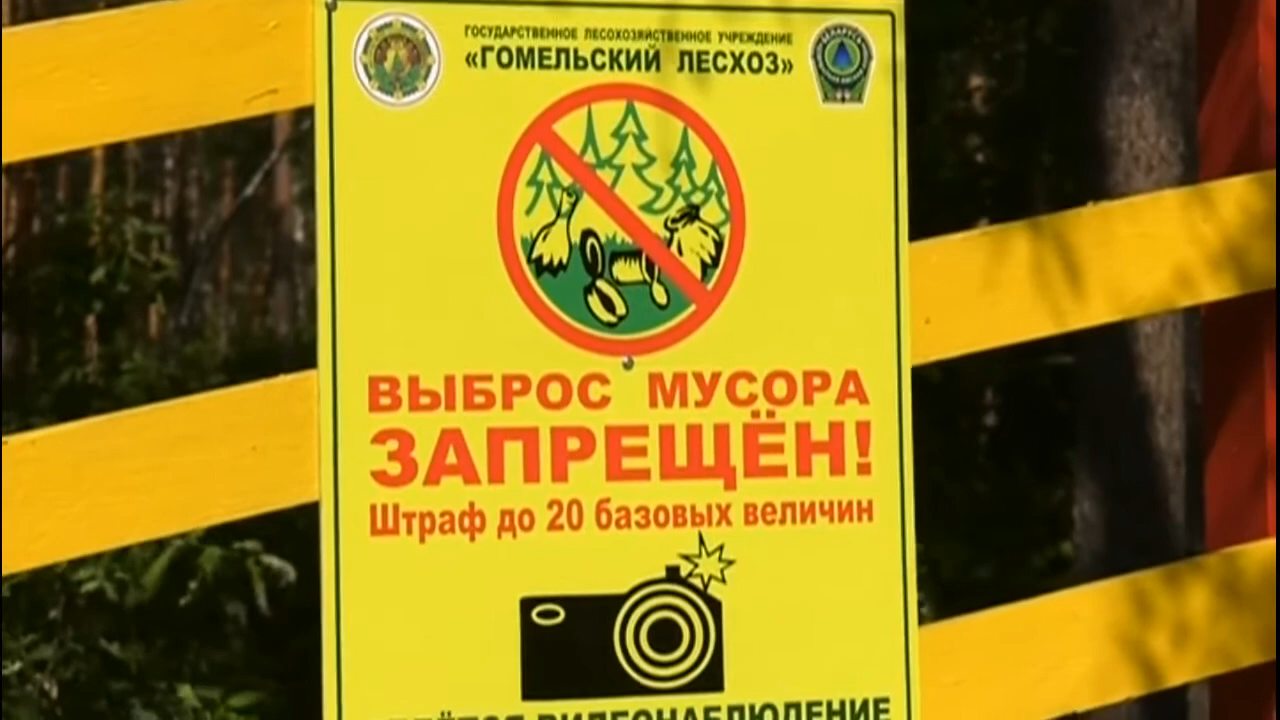 ГОСУДАРСТВЕННОЕ ЛЕСОХОЗЯЙСТВЕННОЕ УЧРЕЖДЕНИЕ
«ГОМЕЛЬСКИЙ ЛЕСХОЗ»
ВЫБРОС МУСОРА
ЗАПРЕЩЁН!
Штраф до 20 базовых величин
ВИДЕОНАБЛЮДЕНИЕ